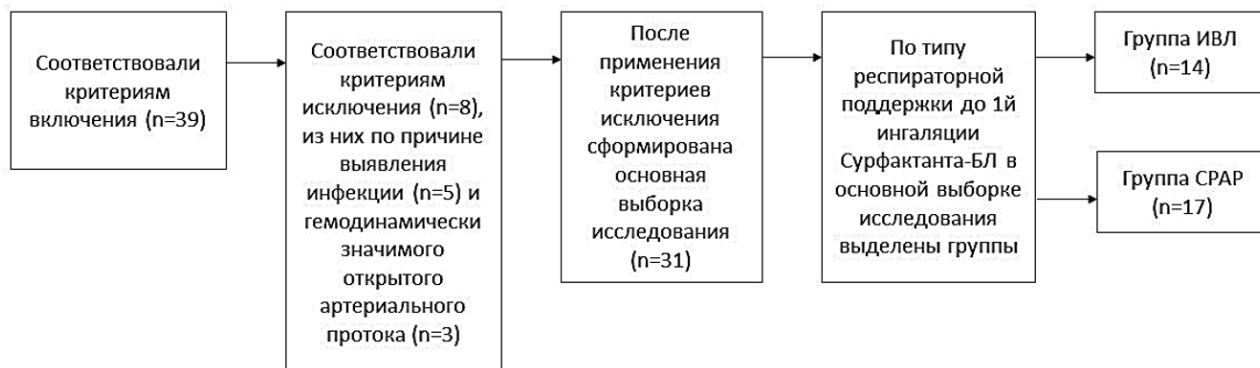 Соответствовали
критериям
включения (n=39)
Соответствовали
критериям
исключения (n=8),
из них по причине
выявления
инфекции (n=5) и
гемодинамически
значимого
открытого
артериального
протока (n=3)
После
применения
критериев
исключения
сформирована
основная
выборка
исследования
(n=31)
По типу
респираторной
поддержки до 1й
ингаляции
Сурфактанта-БЛ в
основной выборке
исследования
выделены группы
Группа ИВЛ
(n=14)
Группа СРАР
(n=17)